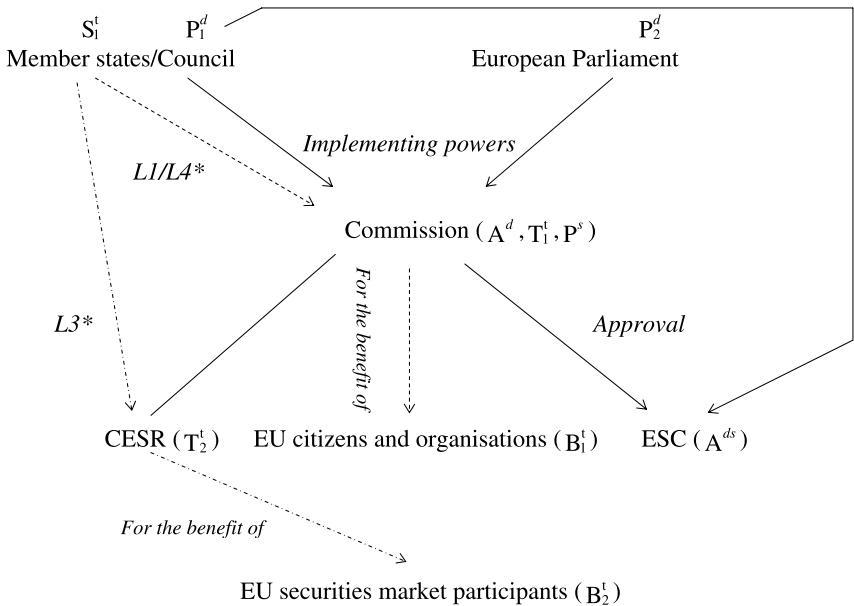 S₁ᵗ P₁ᵈ P₂ᵈ
Member states/Council European Parliament
Implementing powers
L1/L4*
Commission (Aᵈ, T₁ᵗ, Pˢ)
For the benefit of
L3*
Approval
CESR (T₂ᵗ) EU citizens and organisations (B₁ᵗ) ESC (Aᵈˢ)
For the benefit of
EU securities market participants (B₂ᵗ)